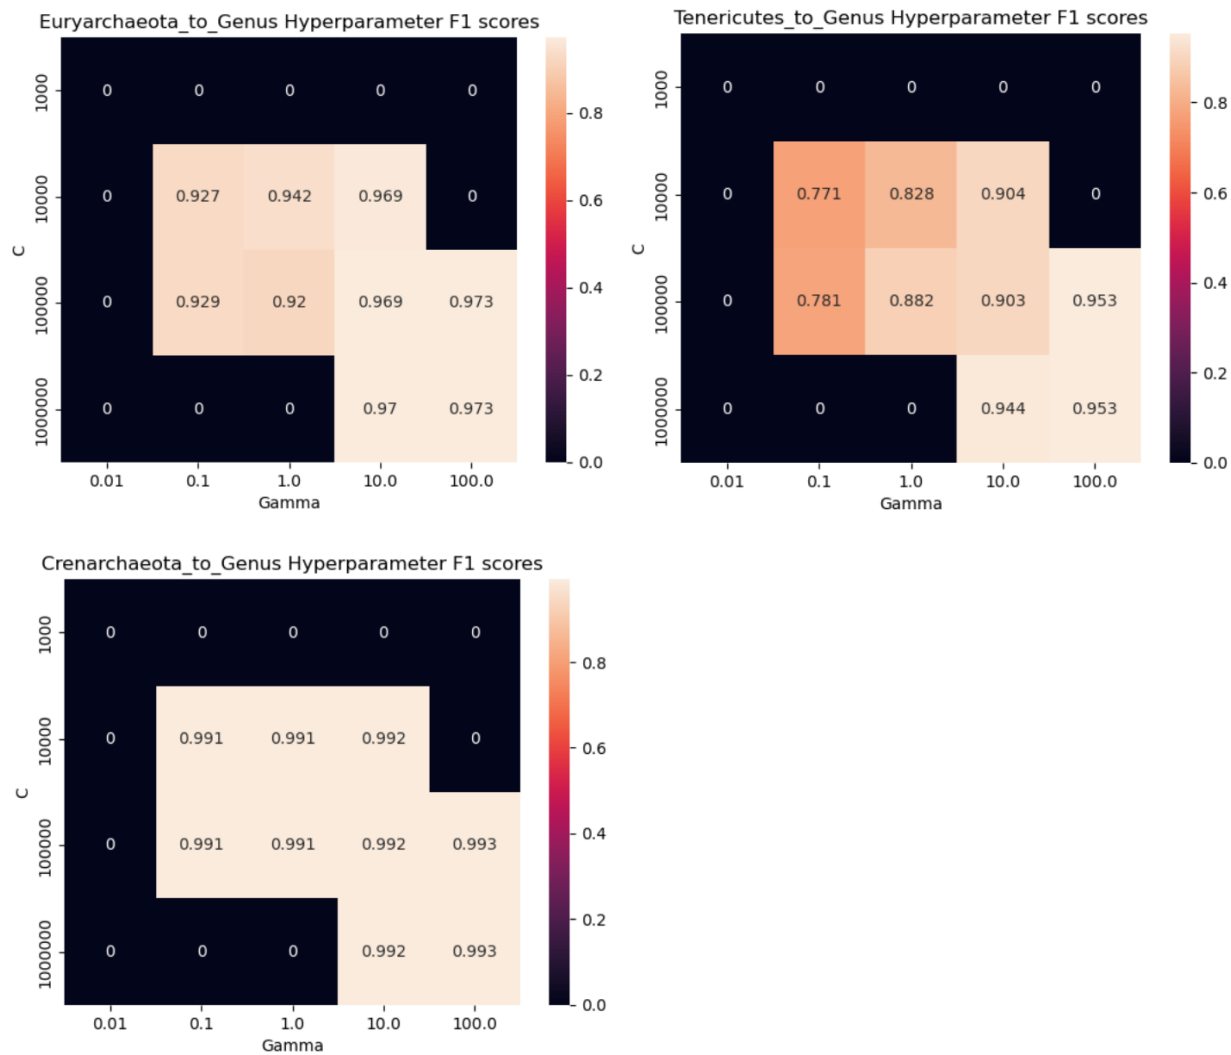 Euryarchaeota_to_Genus Hyperparameter F1 scores
1000
0 0 0 0 0
10000
0 0.927 0.942 0.969 0
C
100000
0 0.929 0.92 0.969 0.973
1000000
0 0 0 0.97 0.973
0.01 0.1 1.0 10.0 100.0
Gamma
0.8
0.6
0.4
0.2
0.0
Tenericutes_to_Genus Hyperparameter F1 scores
1000
0 0 0 0 0
10000
0 0.771 0.828 0.904 0
C
100000
0 0.781 0.882 0.903 0.953
1000000
0 0 0 0.944 0.953
0.01 0.1 1.0 10.0 100.0
Gamma
0.8
0.6
0.4
0.2
0.0
Crenarchaeota_to_Genus Hyperparameter F1 scores
1000
0 0 0 0 0
10000
0 0.991 0.991 0.992 0
C
100000
0 0.991 0.991 0.992 0.993
1000000
0 0 0 0.992 0.993
0.01 0.1 1.0 10.0 100.0
Gamma
0.8
0.6
0.4
0.2
0.0